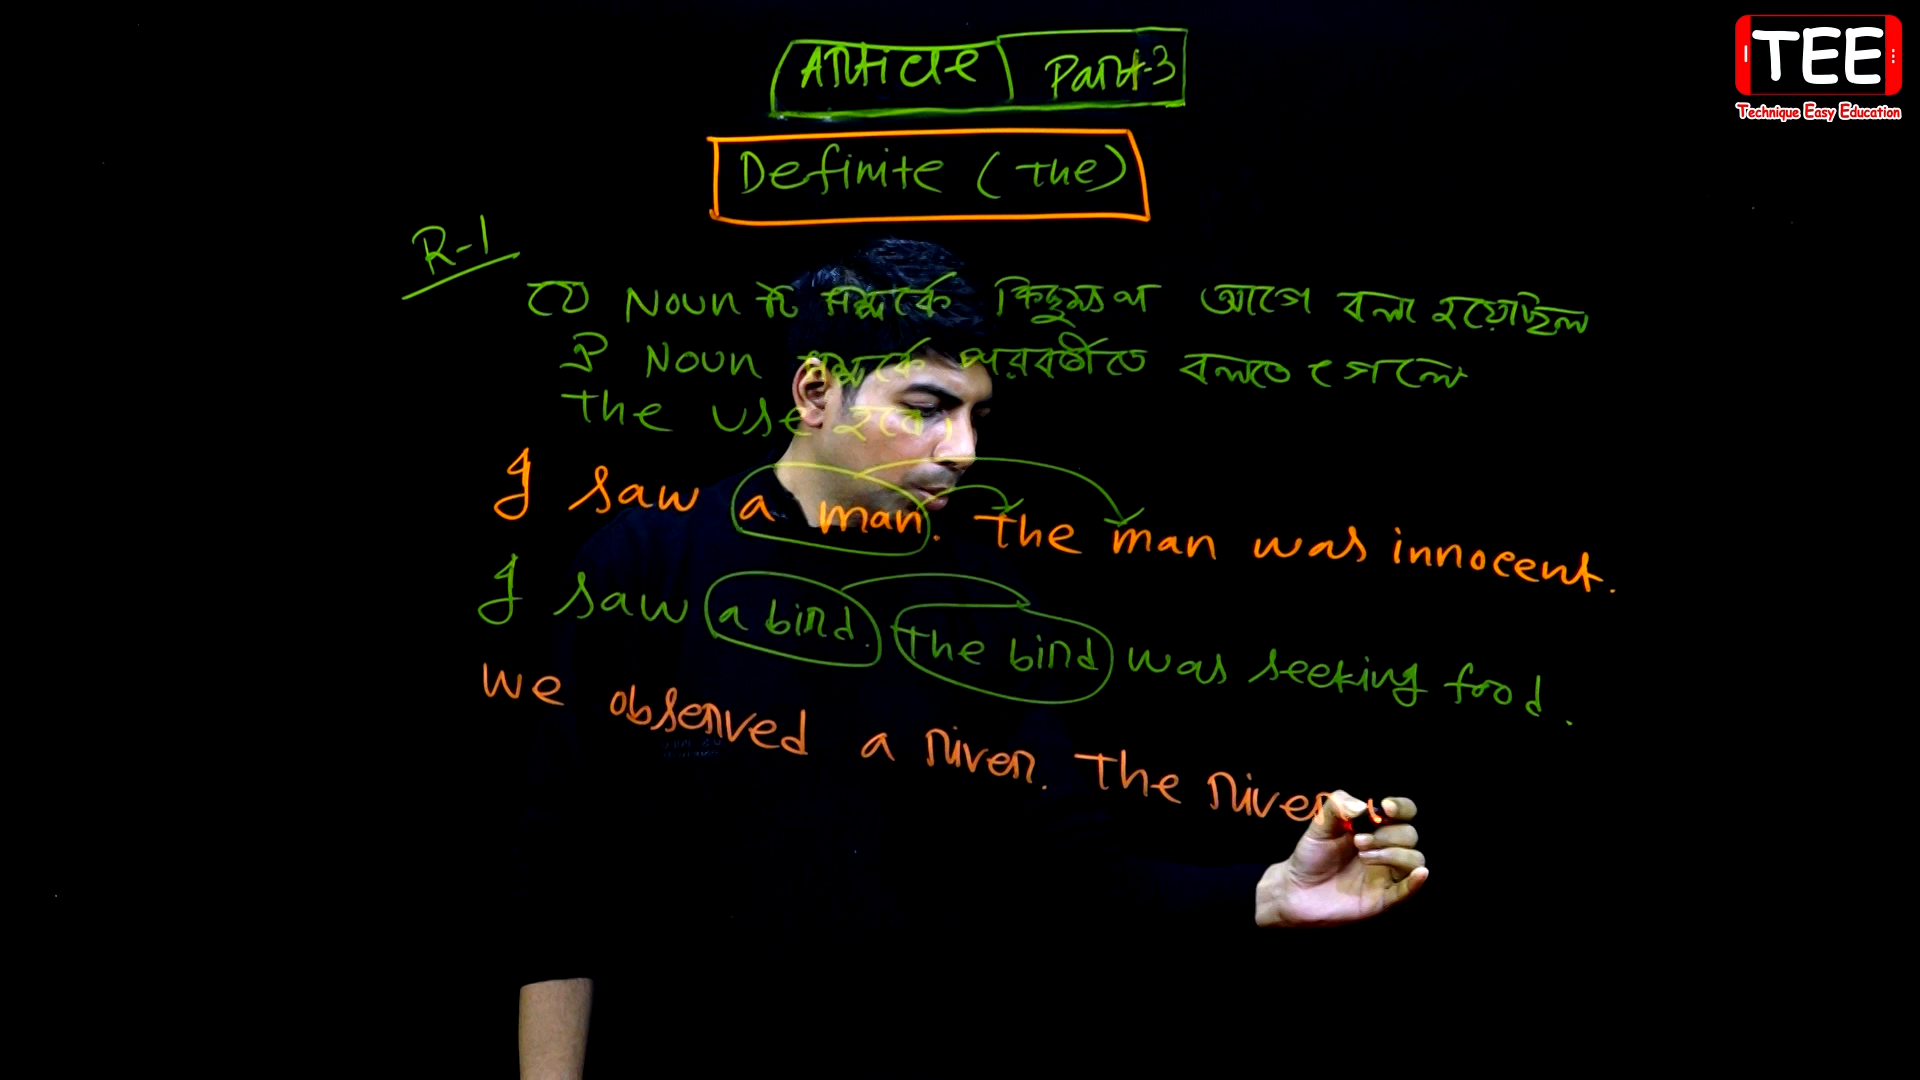 TEE
Technique Easy Education
Article Part-3
Definite (The)
R-1
যে Noun টি সম্পর্কে কিছুক্ষণ আগে বলা হয়েছিল
ঐ Noun সম্পর্কে পরবর্তীতে বলতে গেলে
The use হবে।
I saw a man. The man was innocent.
I saw a bird. The bird was seeking food.
We observed a river. The river